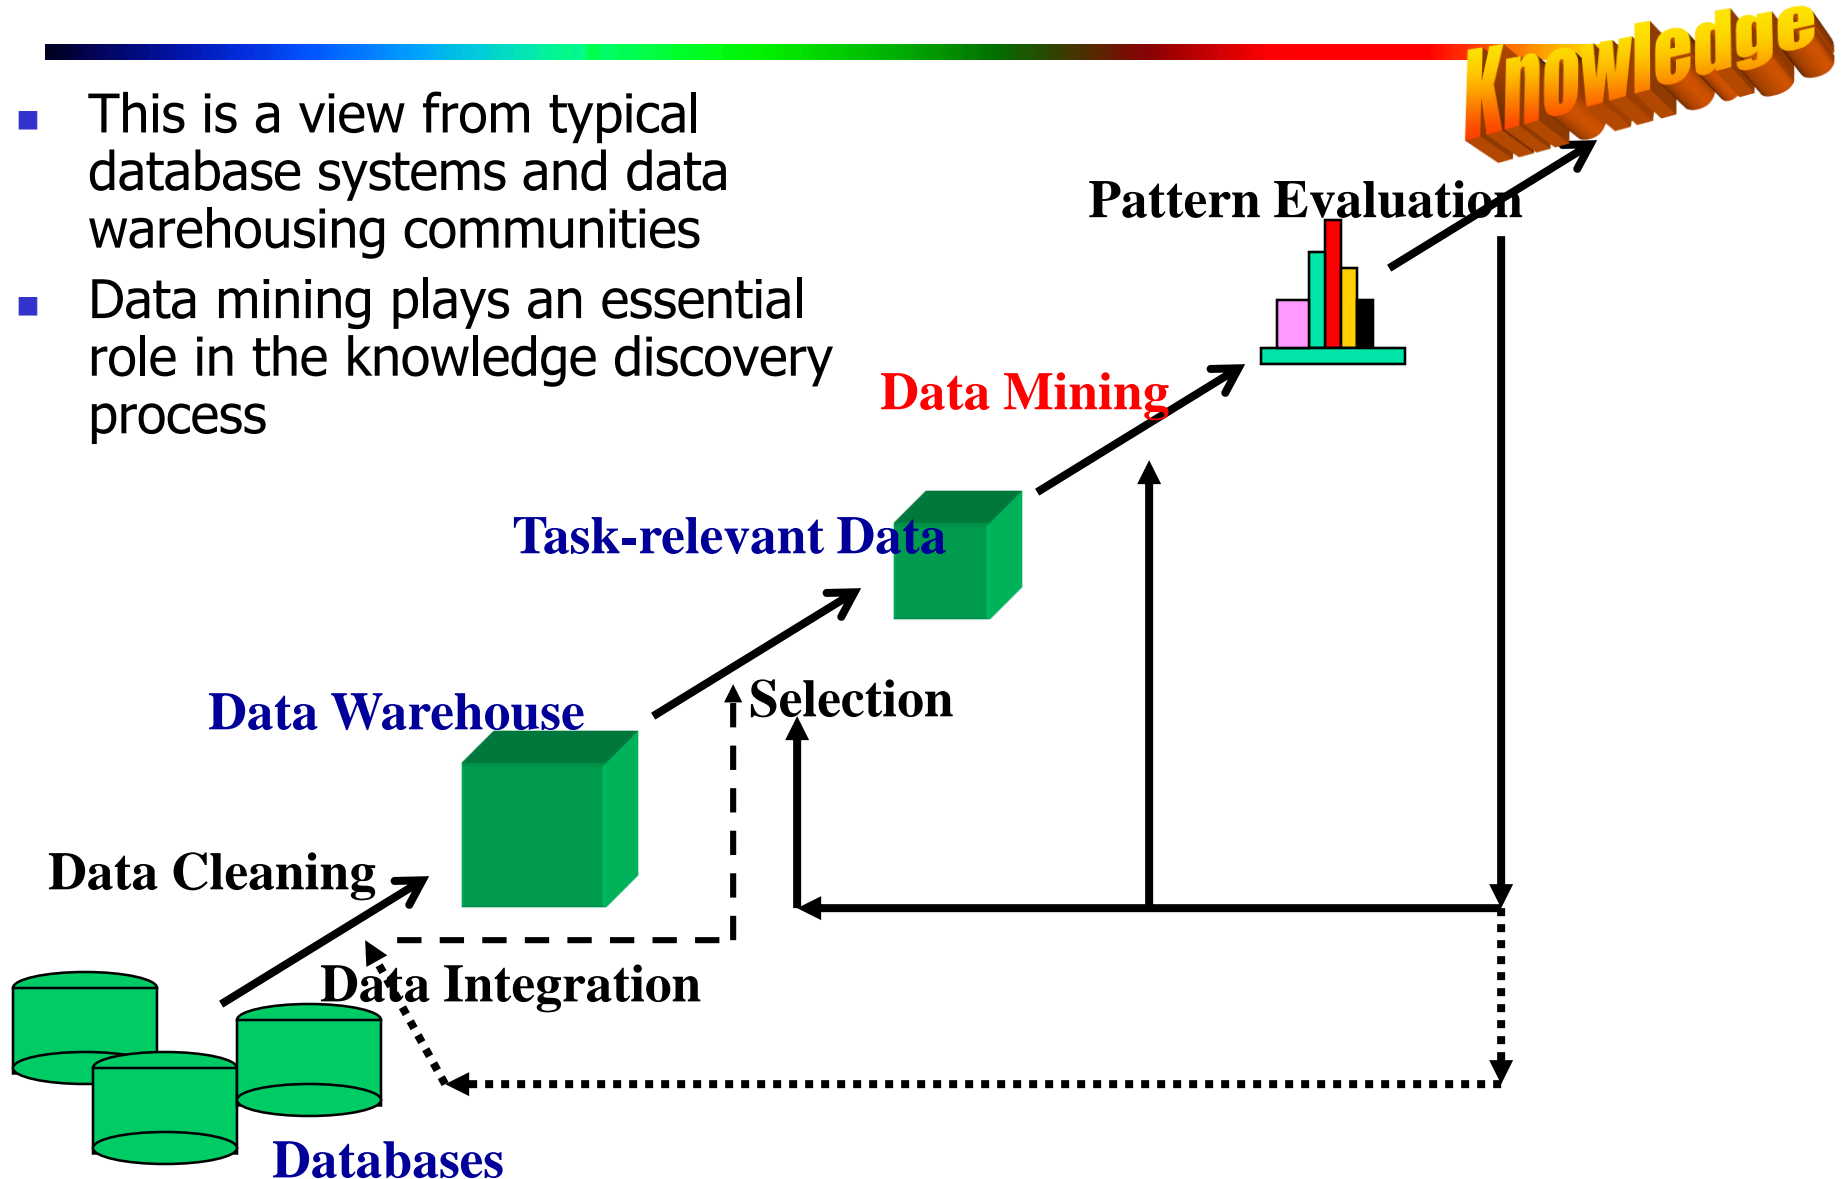 Knowledge
This is a view from typical
database systems and data
warehousing communities
Data mining plays an essential
role in the knowledge discovery
process
Pattern Evaluation
Data Mining
Task-relevant Data
Selection
Data Warehouse
Data Cleaning
Data Integration
Databases